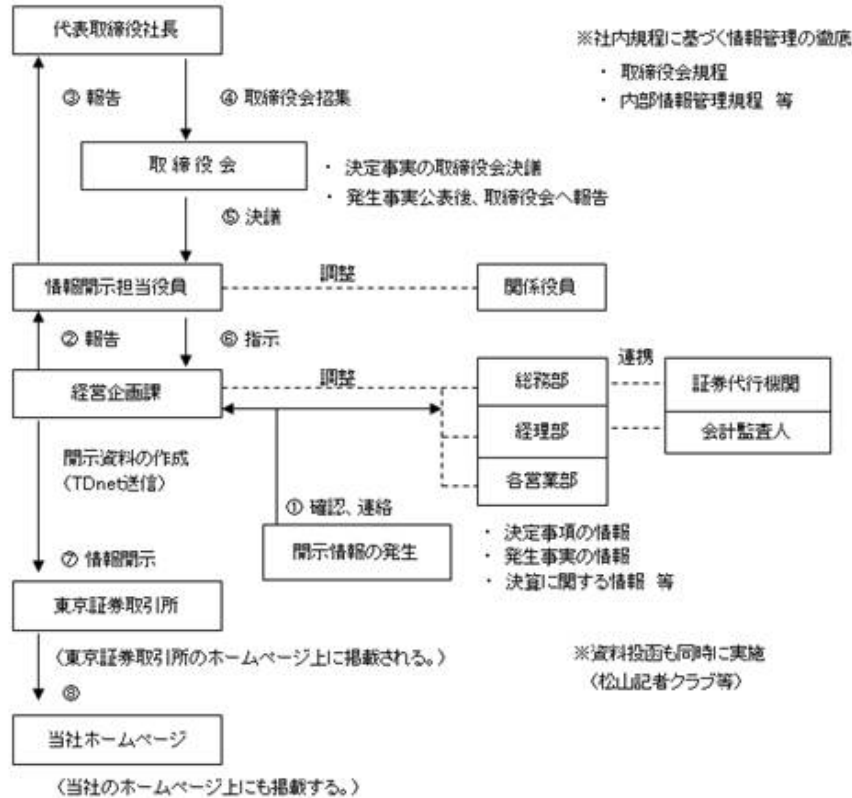 代表取締役社長
※社内規程に基づく情報管理の徹底
・ 取締役会規程
・ 内部情報管理規程 等
③ 報告
④ 取締役会招集
取 締 役 会
・ 決定事実の取締役会決議
・ 発生事実公表後、取締役会へ報告
⑤ 決議
情報開示担当役員
調整
関係役員
② 報告
⑥ 指示
経営企画課
調整
総務部
連携
証券代行機関
経理部
会計監査人
各営業部
開示資料の作成
(TDnet送信)
① 確認、連絡
開示情報の発生
・ 決定事項の情報
・ 発生事実の情報
・ 決算に関する情報 等
⑦ 情報開示
東京証券取引所
(東京証券取引所のホームページ上に掲載される。)
※資料投函も同時に実施
(松山記者クラブ等)
⑧
当社ホームページ
(当社のホームページ上にも掲載する。)